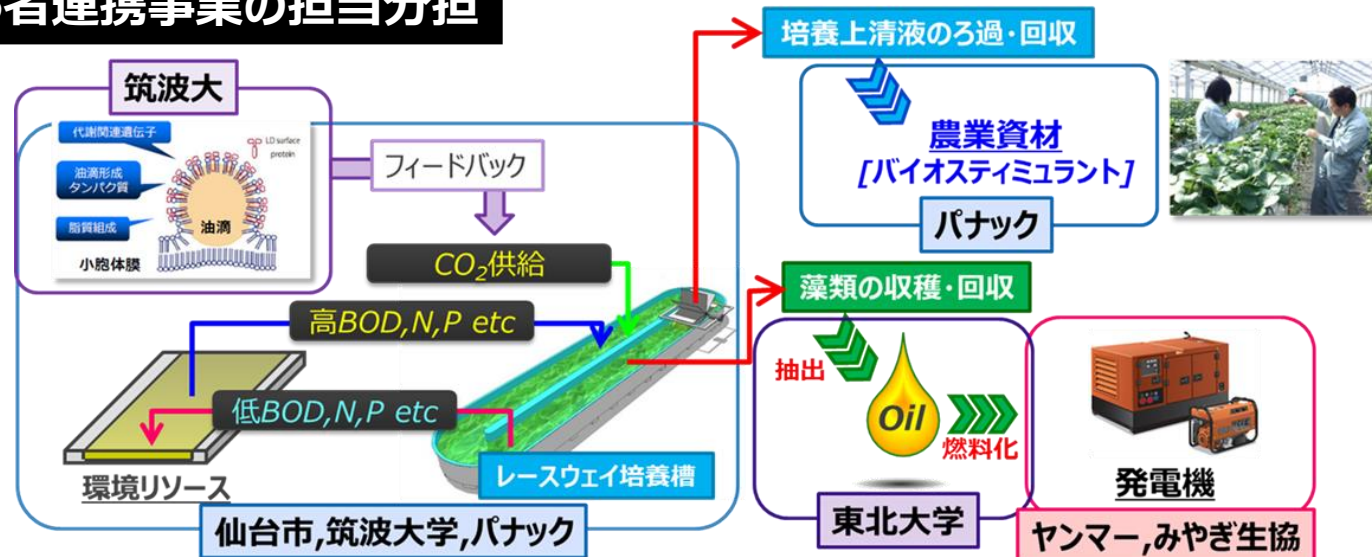 者連携事業の担当分担
筑波大
代謝関連遺伝子
油滴形成
タンパク質
脂質組成
LD surface
protein
油滴
小胞体膜
フィードバック
CO₂供給
高BOD,N,P etc
低BOD,N,P etc
環境リソース
レースウェイ培養槽
仙台市,筑波大学,パナック
培養上清液のろ過・回収
農業資材
[バイオスティミュラント]
パナック
藻類の収穫・回収
抽出
Oil
燃料化
東北大学
発電機
ヤンマー,みやぎ生協